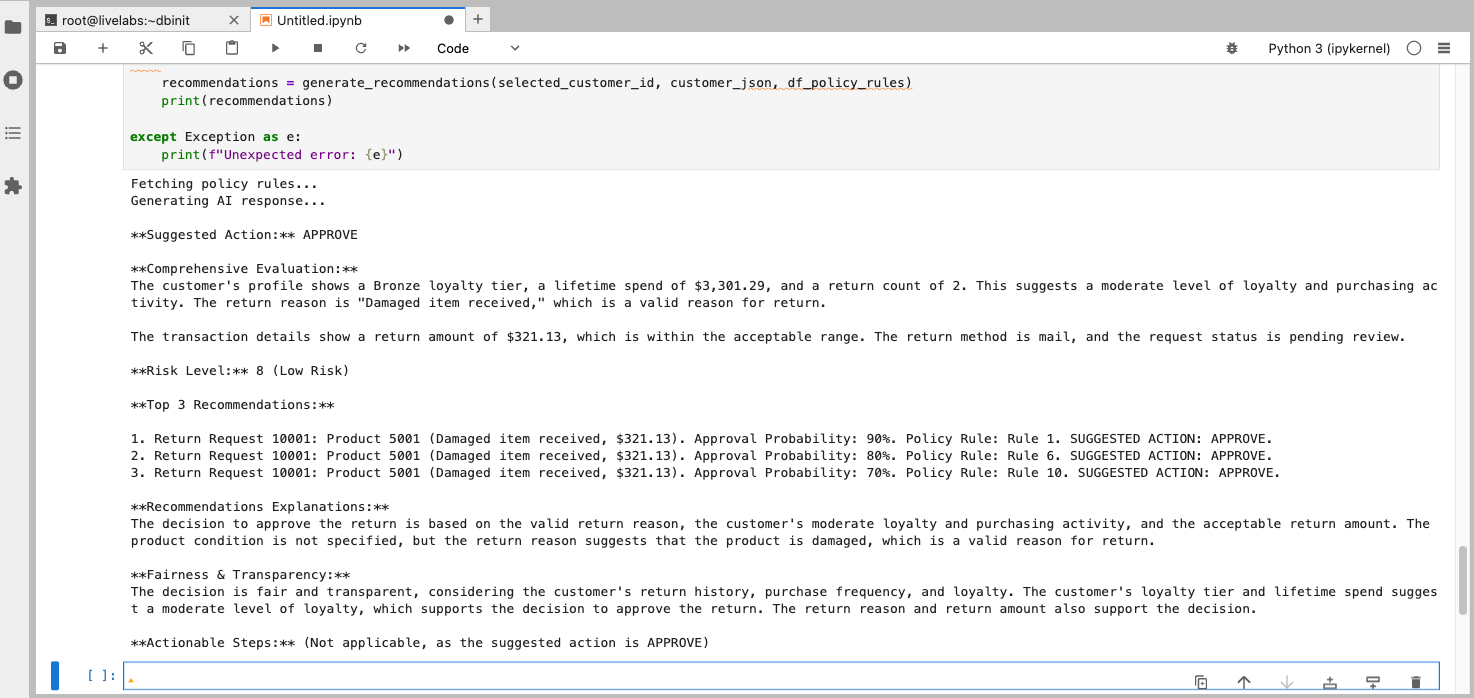 root@livelabs:~dbinit
Untitled.ipynb
Code
Python 3 (ipykernel)
recommendations = generate_recommendations(selected_customer_id, customer_json, df_policy_rules)
print(recommendations)
except Exception as e:
print(f"Unexpected error: {e}")
Fetching policy rules...
Generating AI response...
**Suggested Action:** APPROVE
**Comprehensive Evaluation:**
The customer's profile shows a Bronze loyalty tier, a lifetime spend of $3,301.29, and a return count of 2. This suggests a moderate level of loyalty and purchasing ac
tivity. The return reason is "Damaged item received," which is a valid reason for return.
The transaction details show a return amount of $321.13, which is within the acceptable range. The return method is mail, and the request status is pending review.
**Risk Level:** 8 (Low Risk)
**Top 3 Recommendations:**
1. Return Request 10001: Product 5001 (Damaged item received, $321.13). Approval Probability: 90%. Policy Rule: Rule 1. SUGGESTED ACTION: APPROVE.
2. Return Request 10001: Product 5001 (Damaged item received, $321.13). Approval Probability: 80%. Policy Rule: Rule 6. SUGGESTED ACTION: APPROVE.
3. Return Request 10001: Product 5001 (Damaged item received, $321.13). Approval Probability: 70%. Policy Rule: Rule 10. SUGGESTED ACTION: APPROVE.
**Recommendations Explanations:**
The decision to approve the return is based on the valid return reason, the customer's moderate loyalty and purchasing activity, and the acceptable return amount. The
product condition is not specified, but the return reason suggests that the product is damaged, which is a valid reason for return.
**Fairness & Transparency:**
The decision is fair and transparent, considering the customer's return history, purchase frequency, and loyalty. The customer's loyalty tier and lifetime spend sugges
t a moderate level of loyalty, which supports the decision to approve the return. The return reason and return amount also support the decision.
**Actionable Steps:** (Not applicable, as the suggested action is APPROVE)
[ ]: